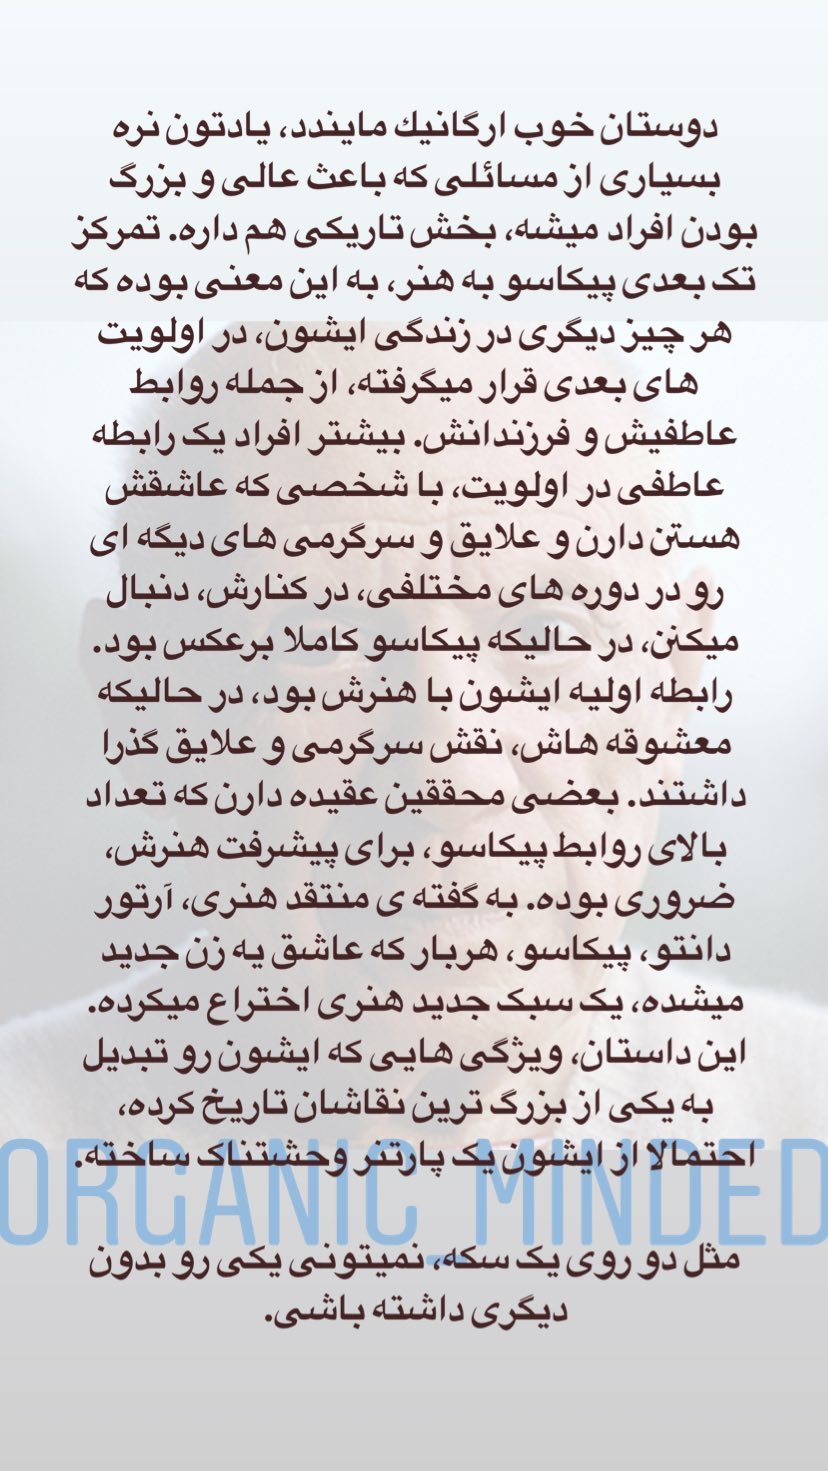 دوستان خوب ارگانیك مایندد، یادتون نره
بسیاری از مسائلی که باعث عالی و بزرگ
بودن افراد میشه، بخش تاریکی هم داره. تمرکز
تک بعدی پیکاسو به هنر، به این معنی بوده که
هر چیز دیگری در زندگی ایشون، در اولویت
های بعدی قرار میگرفته، از جمله روابط
عاطفیش و فرزندانش. بیشتر افراد یک رابطه
عاطفی در اولویت، با شخصی که عاشقش
هستن دارن و علایق و سرگرمی های دیگه ای
رو در دوره های مختلفی، در کنارش، دنبال
میکنن، در حالیکه پیکاسو کاملا برعکس بود.
رابطه اولیه ایشون با هنرش بود، در حالیکه
معشوقه هاش، نقش سرگرمی و علایق گذرا
داشتند. بعضی محققین عقیده دارن که تعداد
بالای روابط پیکاسو، برای پیشرفت هنرش،
ضروری بوده. به گفته ی منتقد هنری، آرتور
دانتو، پیکاسو، هربار که عاشق یه زن جدید
میشده، یک سبک جدید هنری اختراع میکرده.
این داستان، ویژگی هایی که ایشون رو تبدیل
به یکی از بزرگ ترین نقاشان تاریخ کرده،
احتمالا از ایشون یک پارتنر وحشتناک ساخته.
ORGANIC_MINDED
مثل دو روی یک سکه، نمیتونی یکی رو بدون
دیگری داشته باشی.